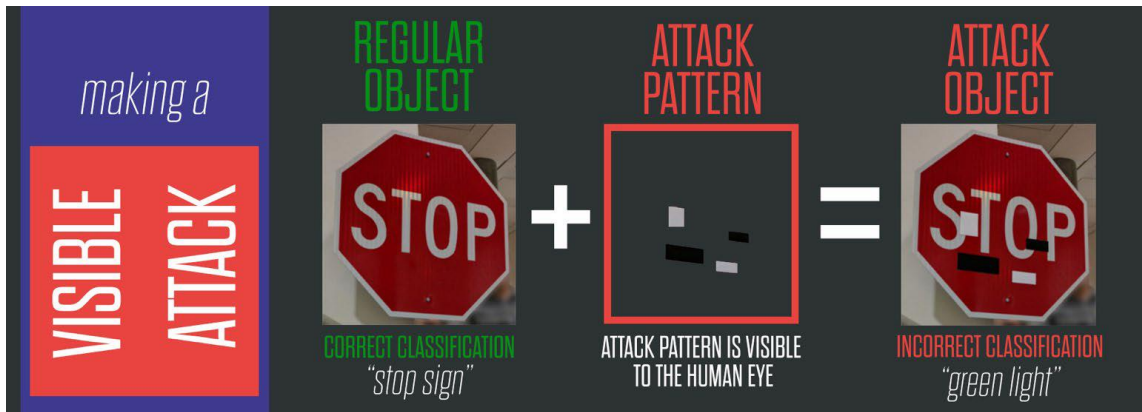 making a
VISIBLE
ATTACK
REGULAR
OBJECT
STOP
CORRECT CLASSIFICATION
"stop sign"
+
ATTACK
PATTERN
ATTACK PATTERN IS VISIBLE
TO THE HUMAN EYE
=
ATTACK
OBJECT
STOP
INCORRECT CLASSIFICATION
"green light"